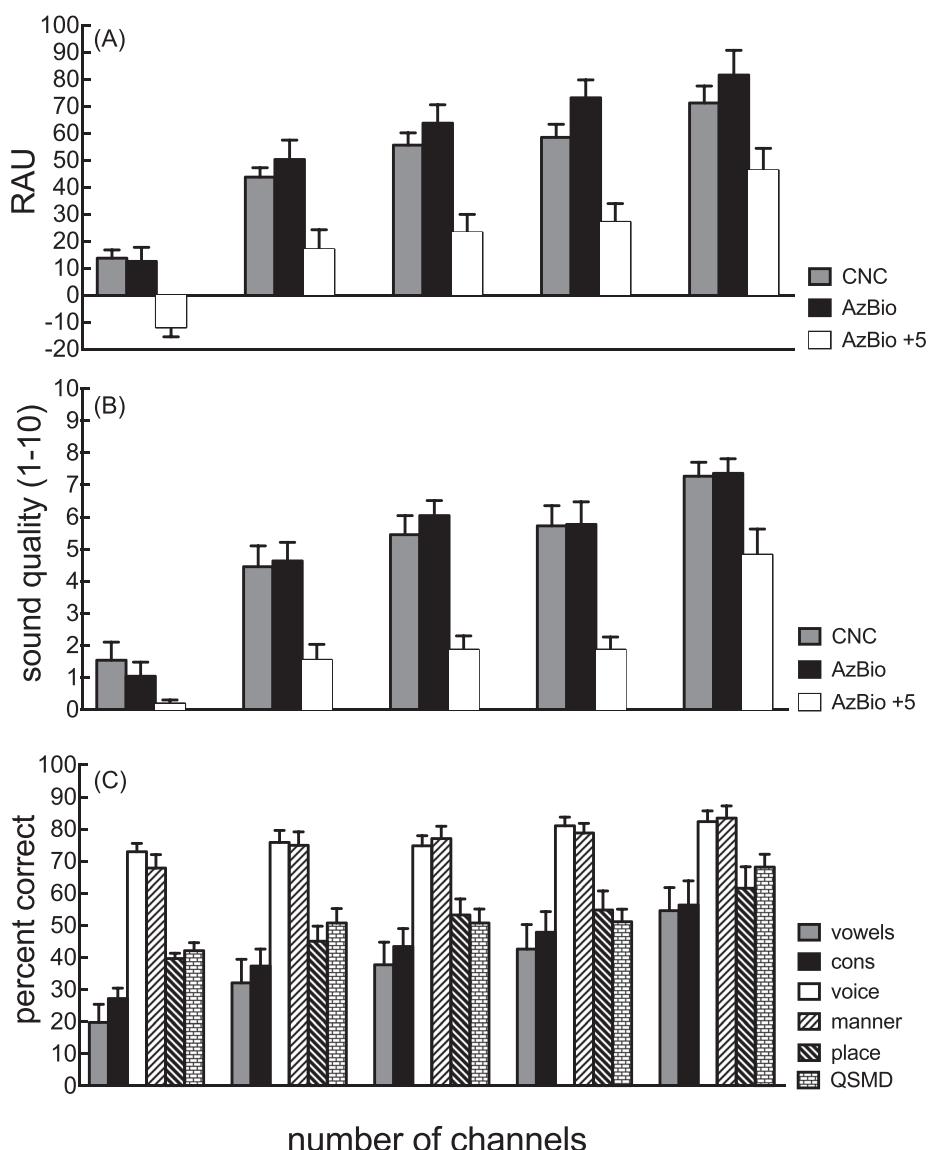 (A)
RAU
100
90
80
70
60
50
40
30
20
10
0
-10
-20
CNC
AzBio
AzBio +5
(B)
sound quality (1-10)
10
9
8
7
6
5
4
3
2
1
0
CNC
AzBio
AzBio +5
(C)
percent correct
100
90
80
70
60
50
40
30
20
10
0
vowels
cons
voice
manner
place
QSMD
number of channels